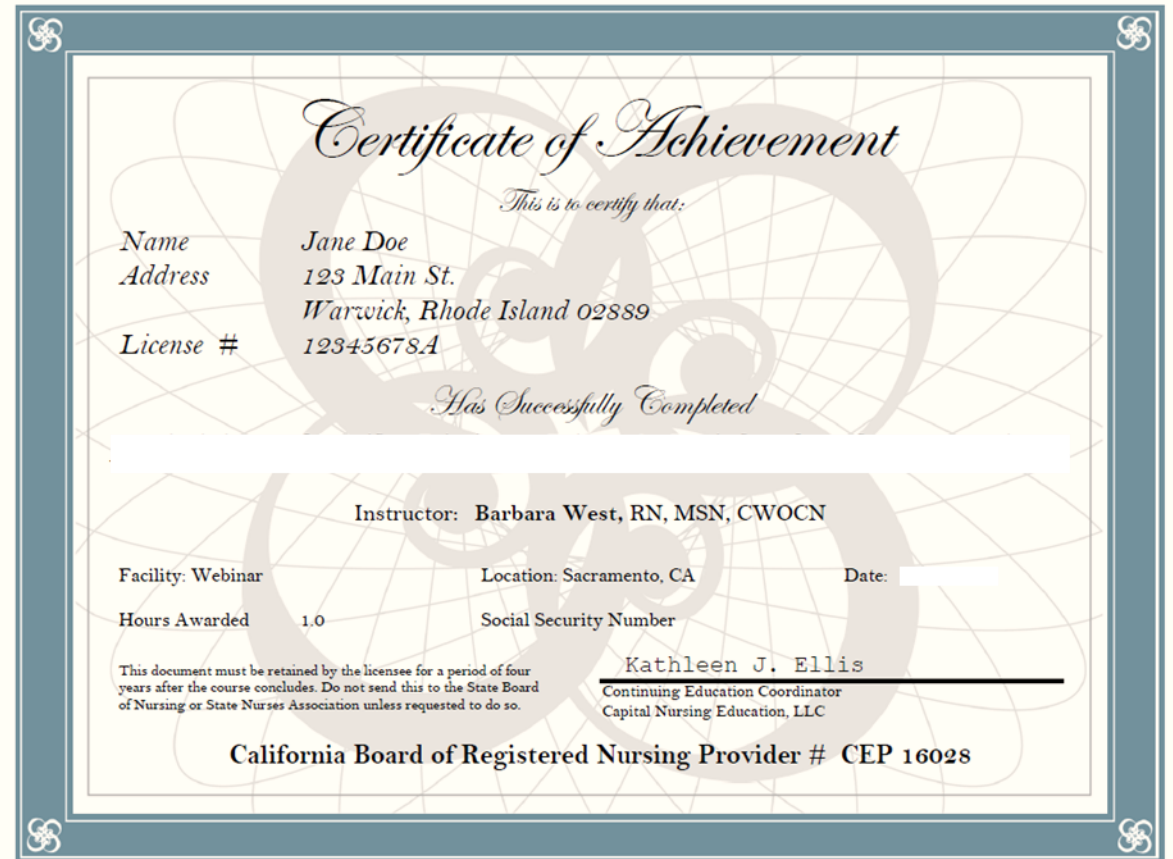 Certificate of Achievement
This is to certify that:
Name Jane Doe
Address 123 Main St.
Warwick, Rhode Island 02889
License # 12345678A
Has Successfully Completed
Instructor: Barbara West, RN, MSN, CWOCN
Facility: Webinar Location: Sacramento, CA Date:
Hours Awarded 1.0 Social Security Number
This document must be retained by the licensee for a period of four
years after the course concludes. Do not send this to the State Board
of Nursing or State Nurses Association unless requested to do so.
Kathleen J. Ellis
Continuing Education Coordinator
Capital Nursing Education, LLC
California Board of Registered Nursing Provider # CEP 16028